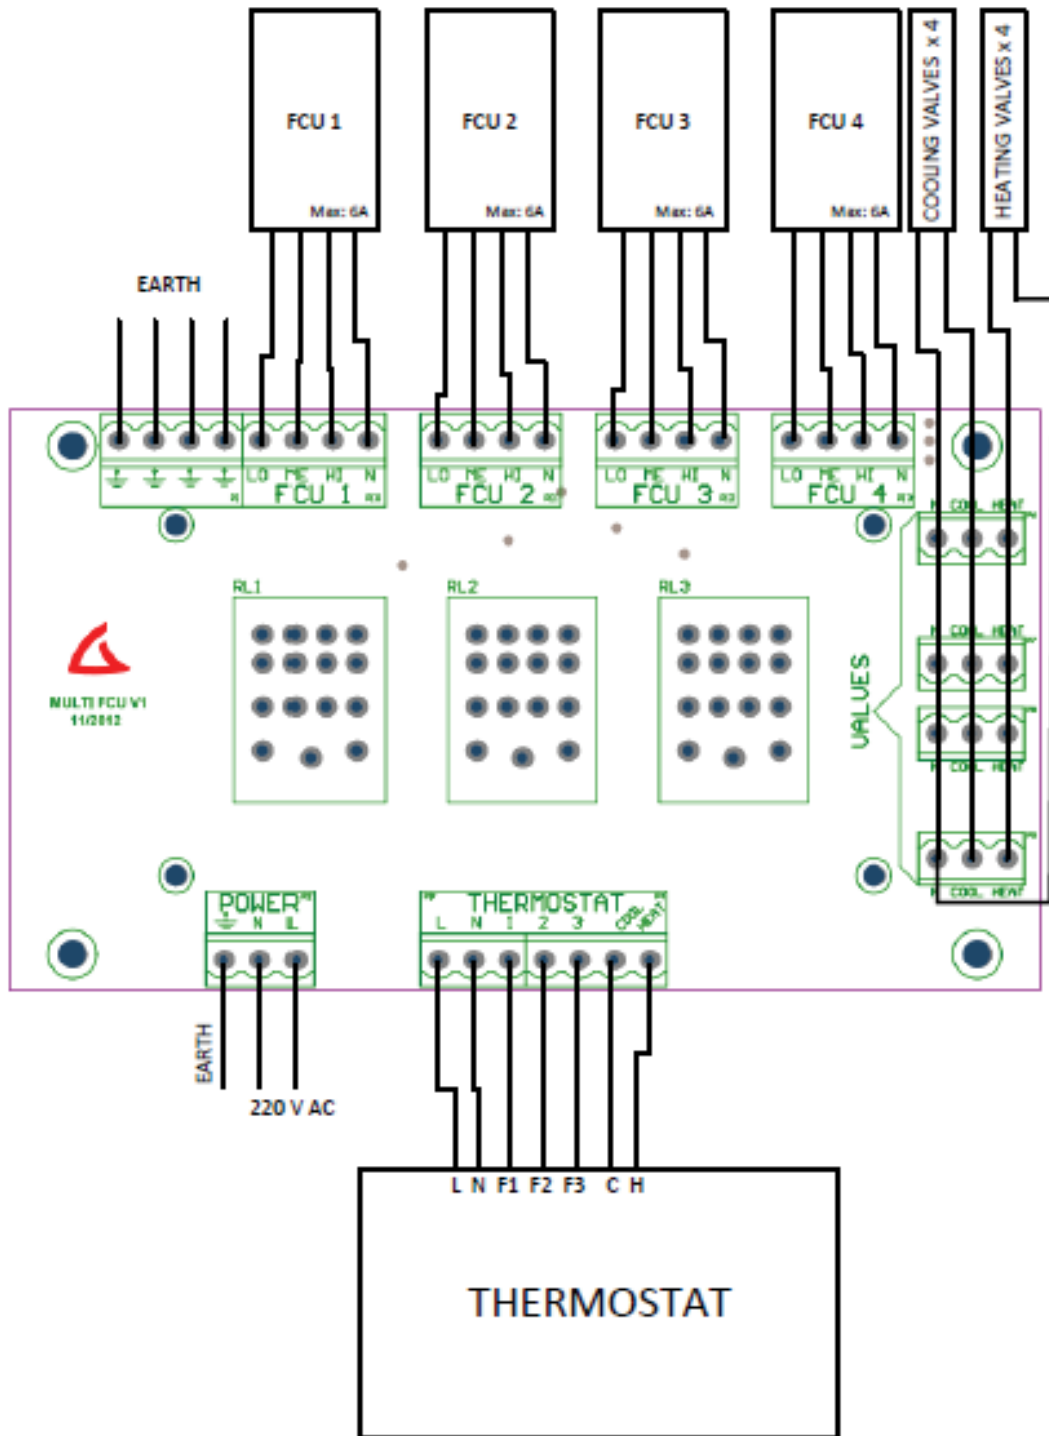 FCU 1
Max: 6A
FCU 2
Max: 6A
FCU 3
Max: 6A
FCU 4
Max: 6A
COOLING VALVES x 4
HEATING VALVES x 4
EARTH
LO ME HI N
FCU 1
LO ME HI N
FCU 2
LO ME HI N
FCU 3
LO ME HI N
FCU 4
N COOL HEAT
RL1
RL2
RL3
MULTI FCU V1
11/2012
VALVES
N COOL HEAT
N COOL HEAT
N COOL HEAT
POWER
N L
THERMOSTAT
L N 1 2 3 COOL HEAT
EARTH
220 V AC
L N F1 F2 F3 C H
THERMOSTAT